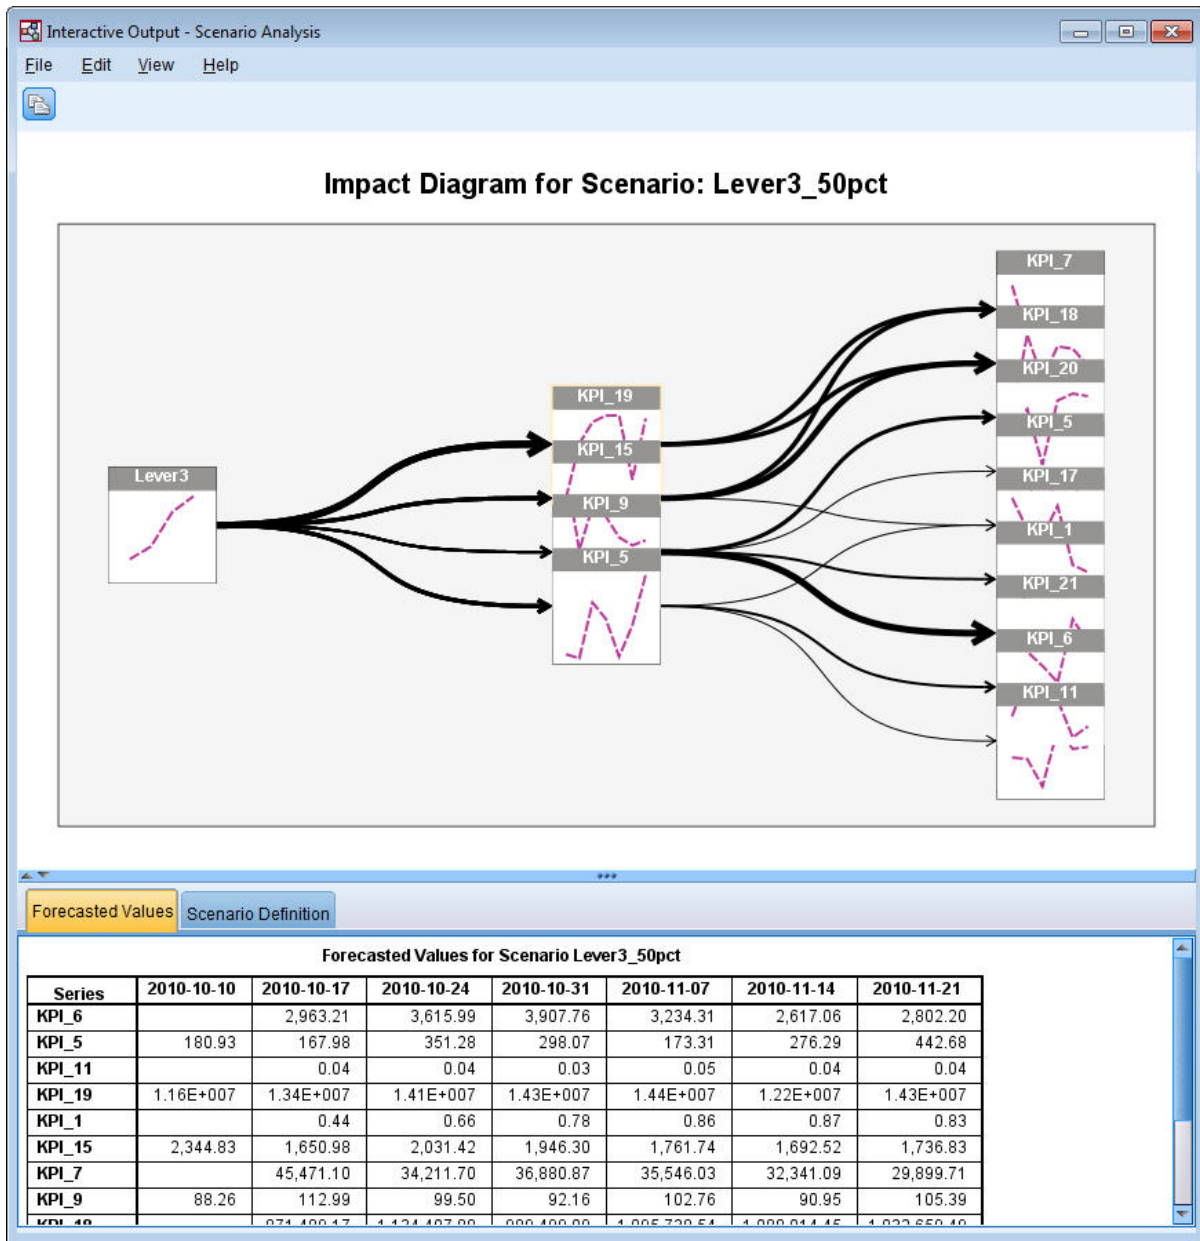 Interactive Output - Scenario Analysis
File Edit View Help
Impact Diagram for Scenario: Lever3_50pct
KPI_7
KPI_18
KPI_20
KPI_19
KPI_5
KPI_15
Lever3
KPI_17
KPI_9
KPI_1
KPI_5
KPI_21
KPI_6
KPI_11
Forecasted Values Scenario Definition
Forecasted Values for Scenario Lever3_50pct
Series 2010-10-10 2010-10-17 2010-10-24 2010-10-31 2010-11-07 2010-11-14 2010-11-21
KPI_6 2,963.21 3,615.99 3,907.76 3,234.31 2,617.06 2,802.20
KPI_5 180.93 167.98 351.28 298.07 173.31 276.29 442.68
KPI_11 0.04 0.04 0.03 0.05 0.04 0.04
KPI_19 1.16E+007 1.34E+007 1.41E+007 1.43E+007 1.44E+007 1.22E+007 1.43E+007
KPI_1 0.44 0.66 0.78 0.86 0.87 0.83
KPI_15 2,344.83 1,650.98 2,031.42 1,946.30 1,761.74 1,692.52 1,736.83
KPI_7 45,471.10 34,211.70 36,880.87 35,546.03 32,341.09 29,899.71
KPI_9 88.26 112.99 99.50 92.16 102.76 90.95 105.39
KPI_18